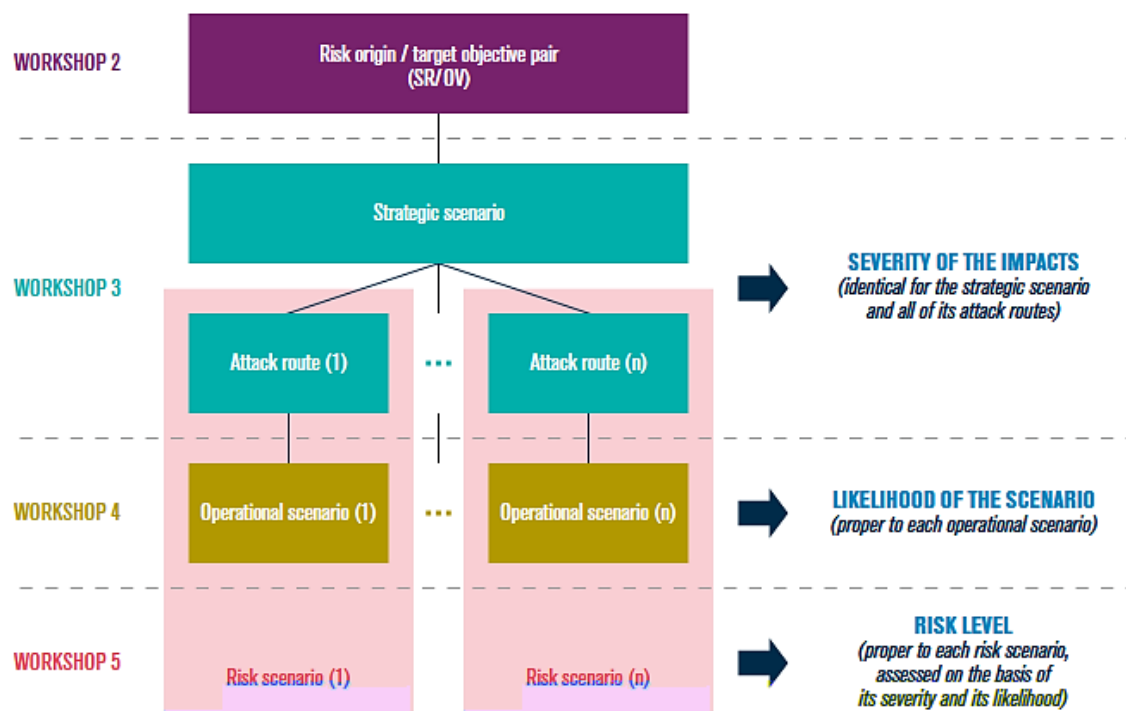 WORKSHOP 2
Risk origin / target objective pair
(SR/OV)
WORKSHOP 3
Strategic scenario
Attack route (1)
...
Attack route (n)
SEVERITY OF THE IMPACTS
(identical for the strategic scenario
and all of its attack routes)
WORKSHOP 4
Operational scenario (1)
...
Operational scenario (n)
LIKELIHOOD OF THE SCENARIO
(proper to each operational scenario)
WORKSHOP 5
Risk scenario (1)
Risk scenario (n)
RISK LEVEL
(proper to each risk scenario,
assessed on the basis of
its severity and its likelihood)